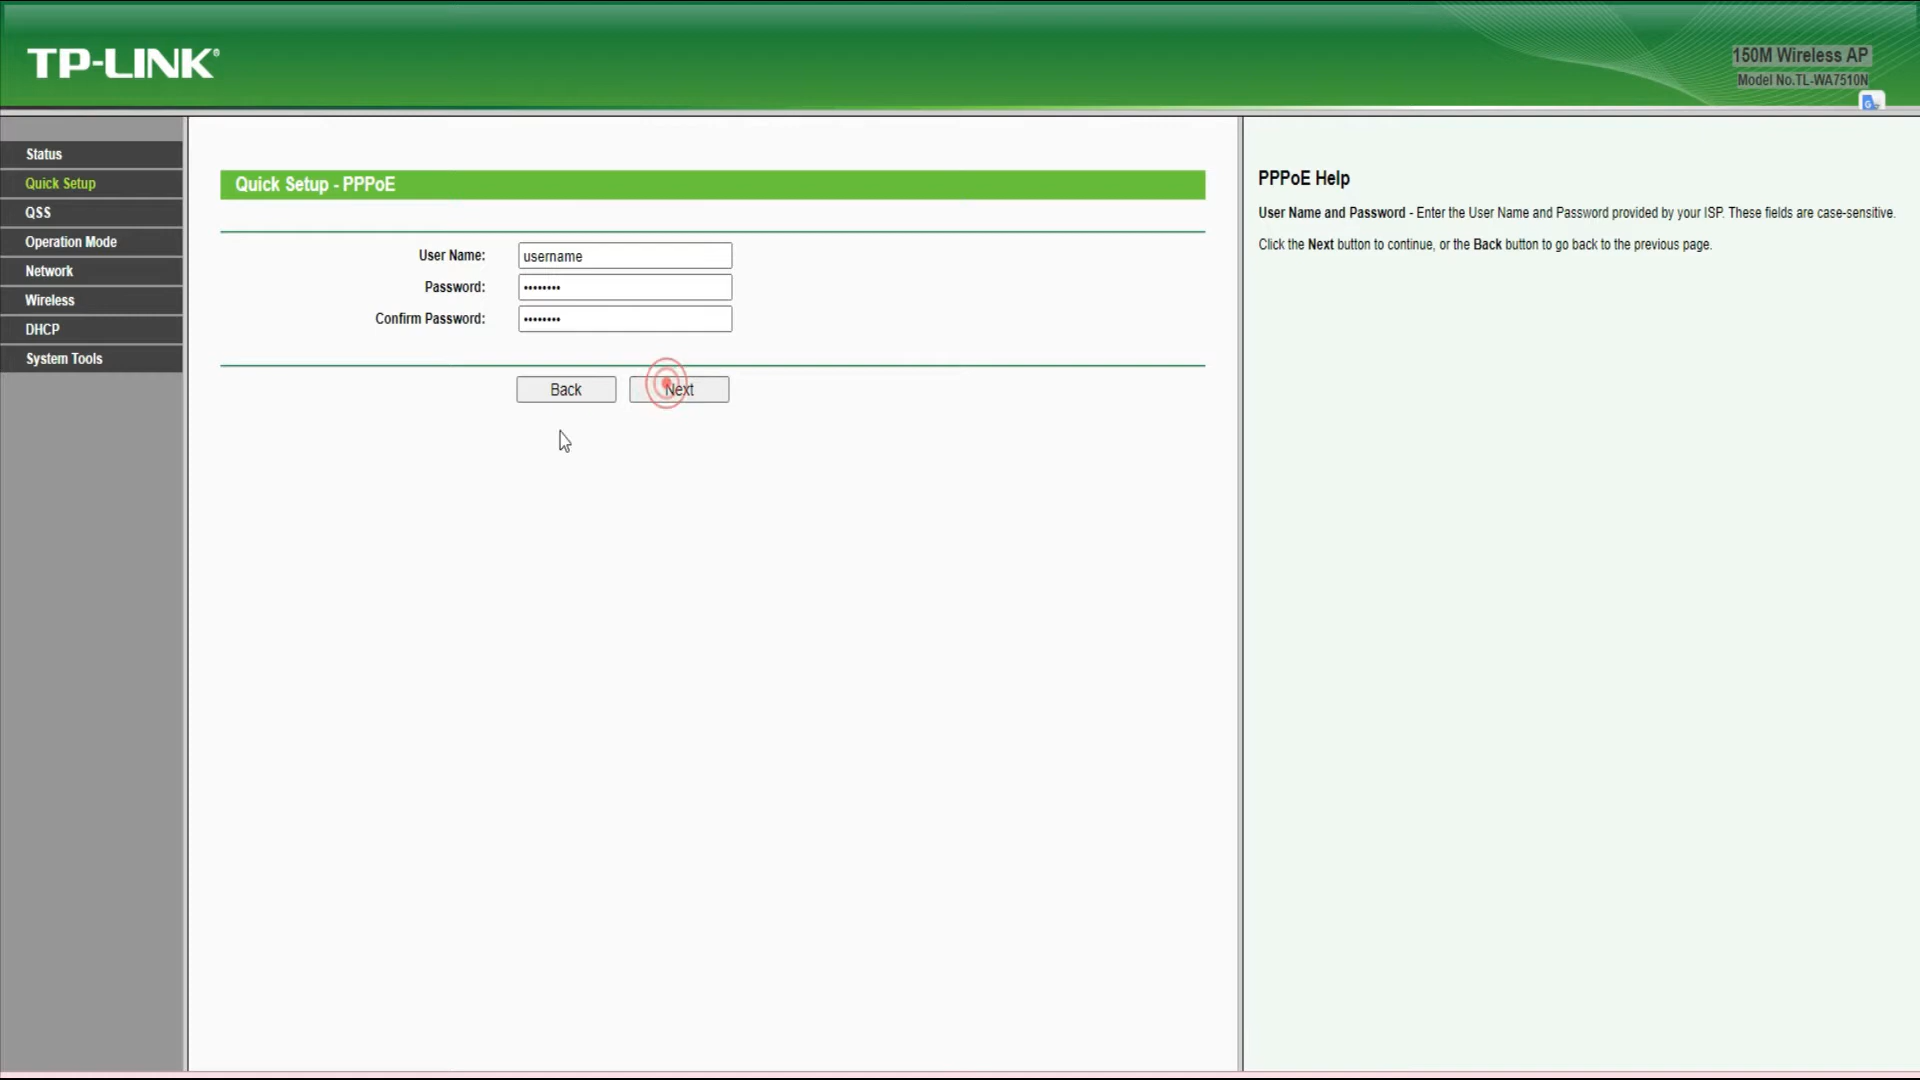 TP-LINK®
150M Wireless AP
Model No.TL-WA7510N
Status
Quick Setup
QSS
Operation Mode
Network
Wireless
DHCP
System Tools
Quick Setup - PPPoE
User Name: username
Password: ••••••••
Confirm Password: ••••••••
Back Next
PPPoE Help
User Name and Password - Enter the User Name and Password provided by your ISP. These fields are case-sensitive.
Click the Next button to continue, or the Back button to go back to the previous page.